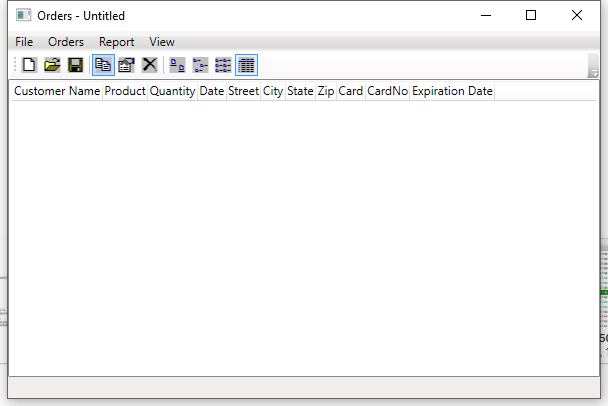 Orders - Untitled
File Orders Report View
Customer Name Product Quantity Date Street City State Zip Card CardNo Expiration Date